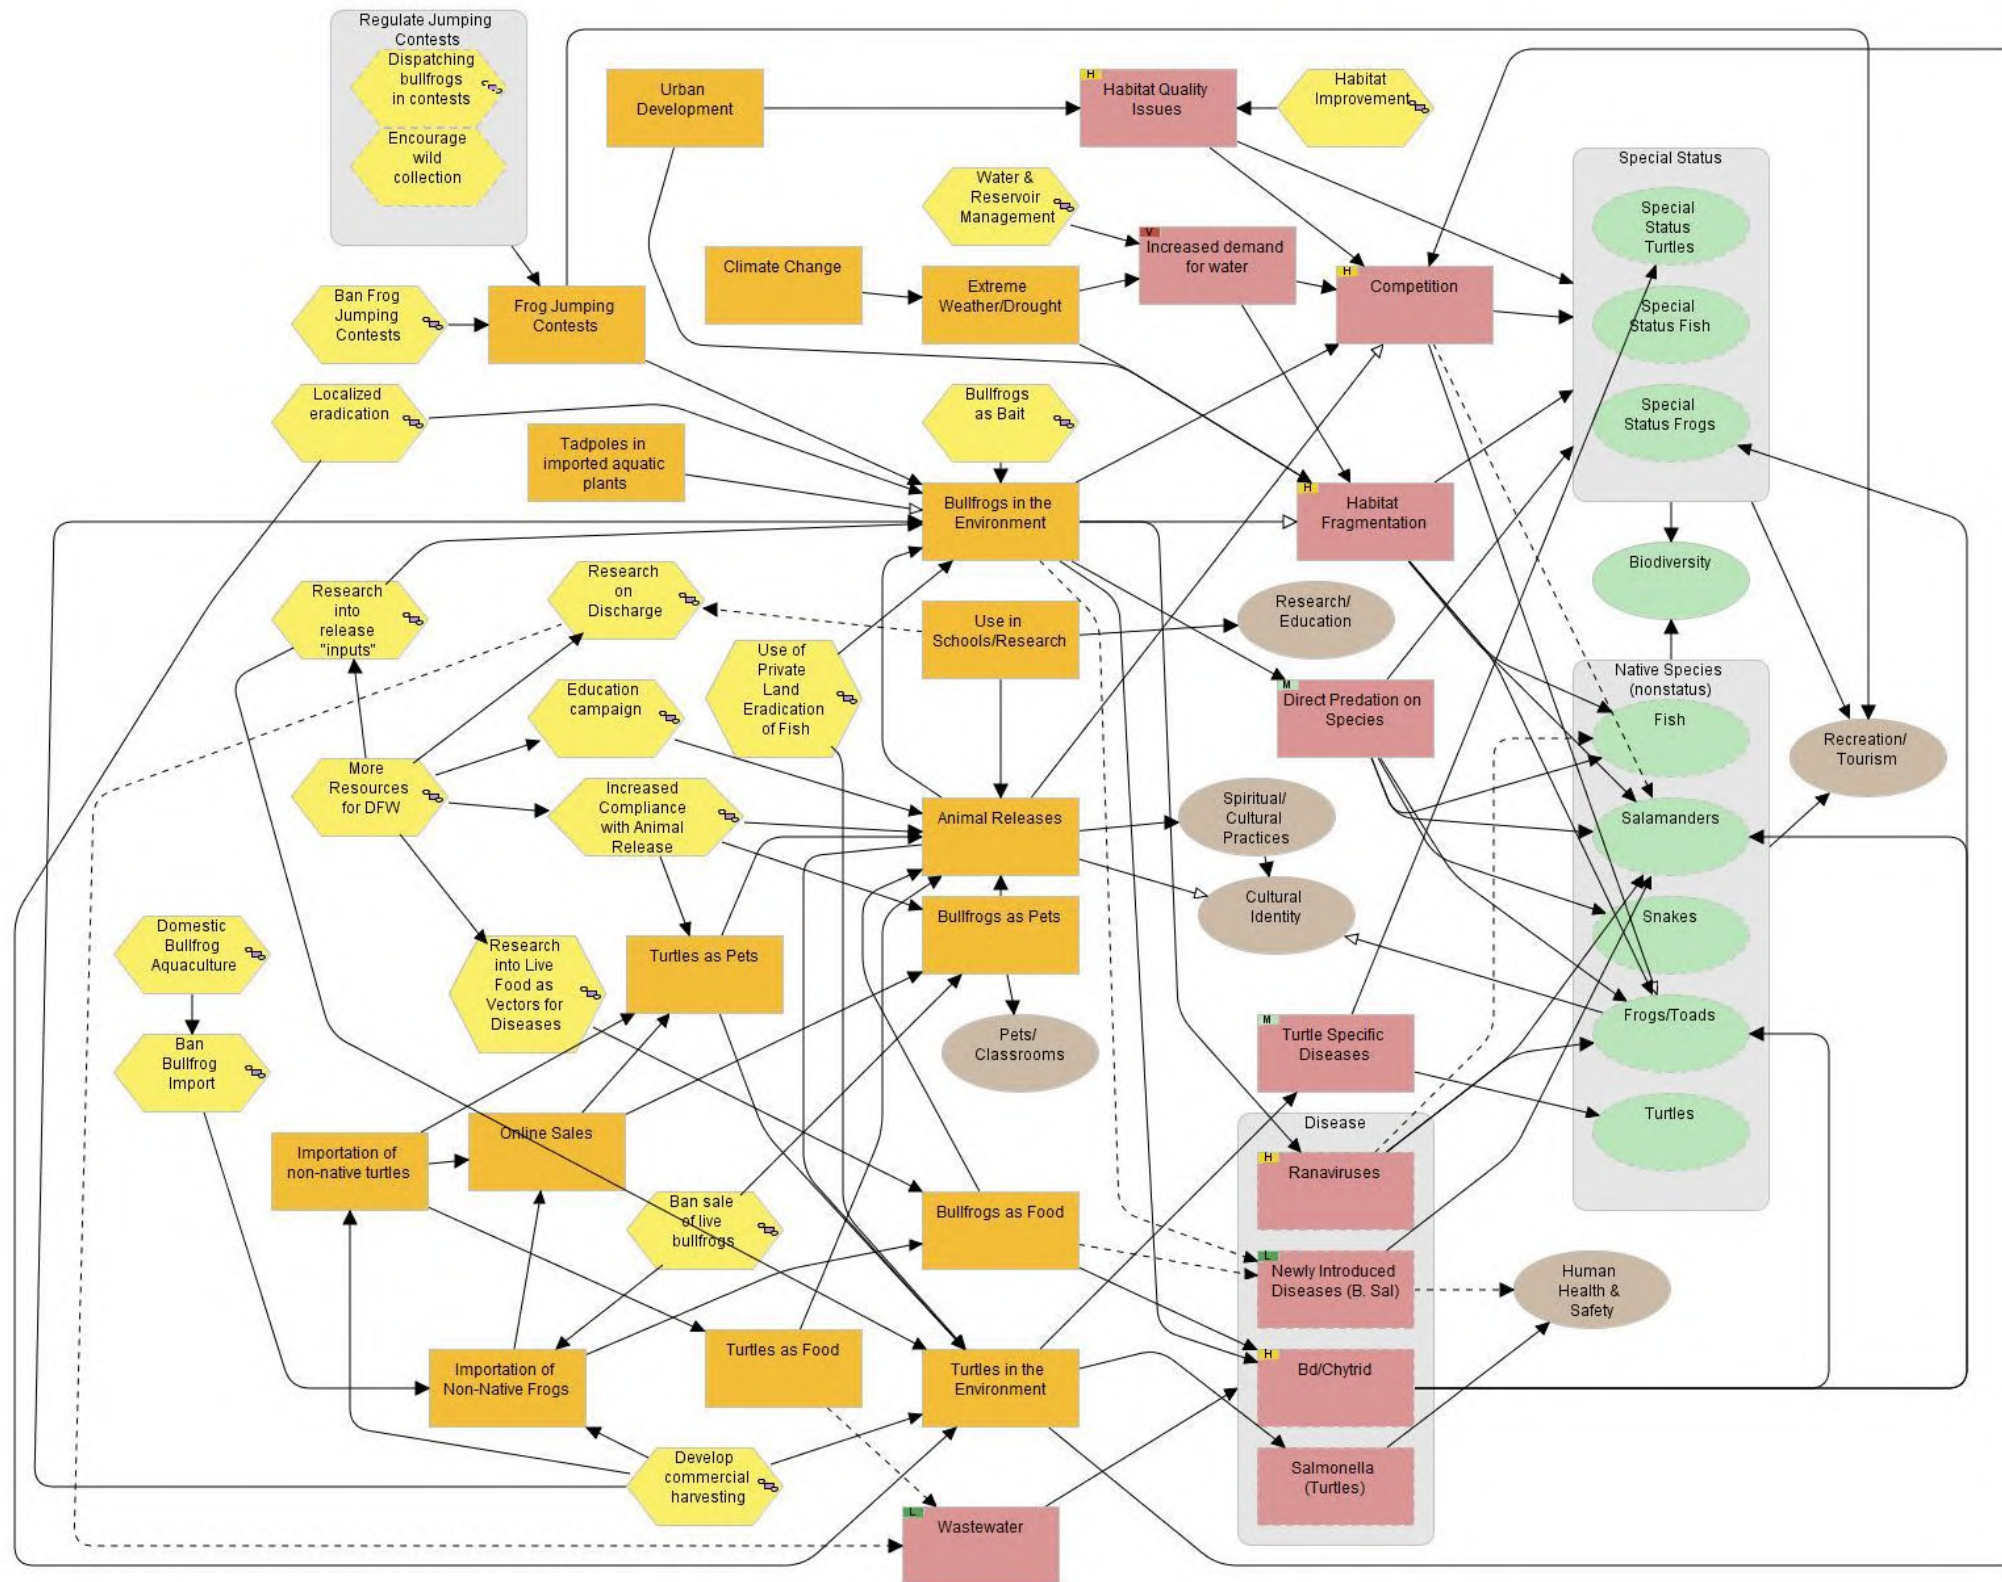 Regulate Jumping
Contests
Dispatching
bullfrogs
in contests
Encourage
wild
collection
Urban
Development
H
Habitat Quality
Issues
Habitat
Improvement
Special Status
Water &
Reservoir
Management
Special
Status
Turtles
V
Increased demand
for water
Climate Change
Extreme
Weather/Drought
H
Competition
Ban Frog
Jumping
Contests
Frog Jumping
Contests
Special
Status Fish
Localized
eradication
Bullfrogs
as Bait
Special
Status Frogs
Tadpoles in
imported aquatic
plants
Bullfrogs in the
Environment
H
Habitat
Fragmentation
Biodiversity
Research
into
release
"inputs"
Research
on
Discharge
Use in
Schools/Research
Research/
Education
Use of
Private
Land
Eradication
of Fish
Native Species
(nonstatus)
Education
campaign
M
Direct Predation on
Species
Fish
Recreation/
Tourism
More
Resources
for DFW
Increased
Compliance
with Animal
Release
Animal Releases
Spiritual/
Cultural
Practices
Salamanders
Cultural
Identity
Bullfrogs as Pets
Snakes
Domestic
Bullfrog
Aquaculture
Research
into Live
Food as
Vectors for
Diseases
Turtles as Pets
Ban
Bullfrog
Import
Pets/
Classrooms
M
Turtle Specific
Diseases
Frogs/Toads
Turtles
Disease
Importation of
non-native turtles
Online Sales
H
Ranaviruses
Ban sale
of live
bullfrogs
Bullfrogs as Food
L
Newly Introduced
Diseases (B. Sal)
Human
Health &
Safety
Importation of
Non-Native Frogs
Turtles as Food
Turtles in the
Environment
H
Bd/Chytrid
Develop
commercial
harvesting
Salmonella
(Turtles)
L
Wastewater